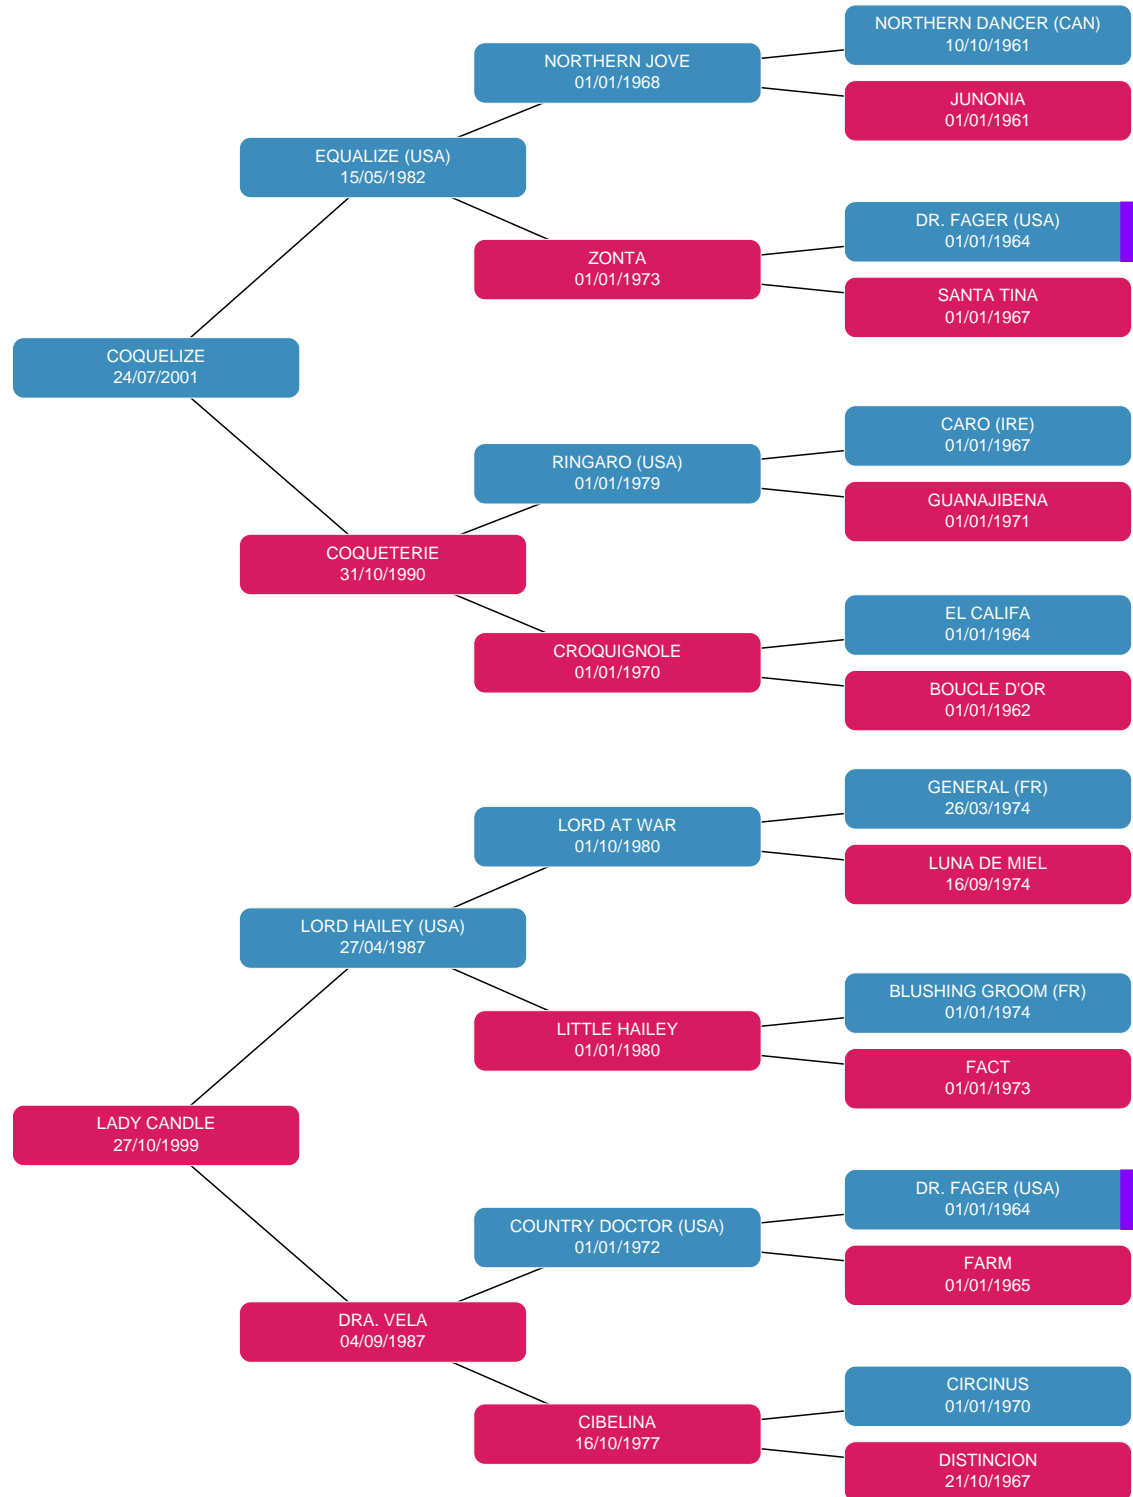 NORTHERN DANCER (CAN)
10/10/1961
NORTHERN JOVE
01/01/1968
JUNONIA
01/01/1961
EQUALIZE (USA)
15/05/1982
DR. FAGER (USA)
01/01/1964
ZONTA
01/01/1973
SANTA TINA
01/01/1967
COQUELIZE
24/07/2001
CARO (IRE)
01/01/1967
RINGARO (USA)
01/01/1979
GUANAJIBENA
01/01/1971
COQUETERIE
31/10/1990
EL CALIFA
01/01/1964
CROQUIGNOLE
01/01/1970
BOUCLE D'OR
01/01/1962
GENERAL (FR)
26/03/1974
LORD AT WAR
01/10/1980
LUNA DE MIEL
16/09/1974
LORD HAILEY (USA)
27/04/1987
BLUSHING GROOM (FR)
01/01/1974
LITTLE HAILEY
01/01/1980
FACT
01/01/1973
LADY CANDLE
27/10/1999
DR. FAGER (USA)
01/01/1964
COUNTRY DOCTOR (USA)
01/01/1972
FARM
01/01/1965
DRA. VELA
04/09/1987
CIRCINUS
01/01/1970
CIBELINA
16/10/1977
DISTINCION
21/10/1967